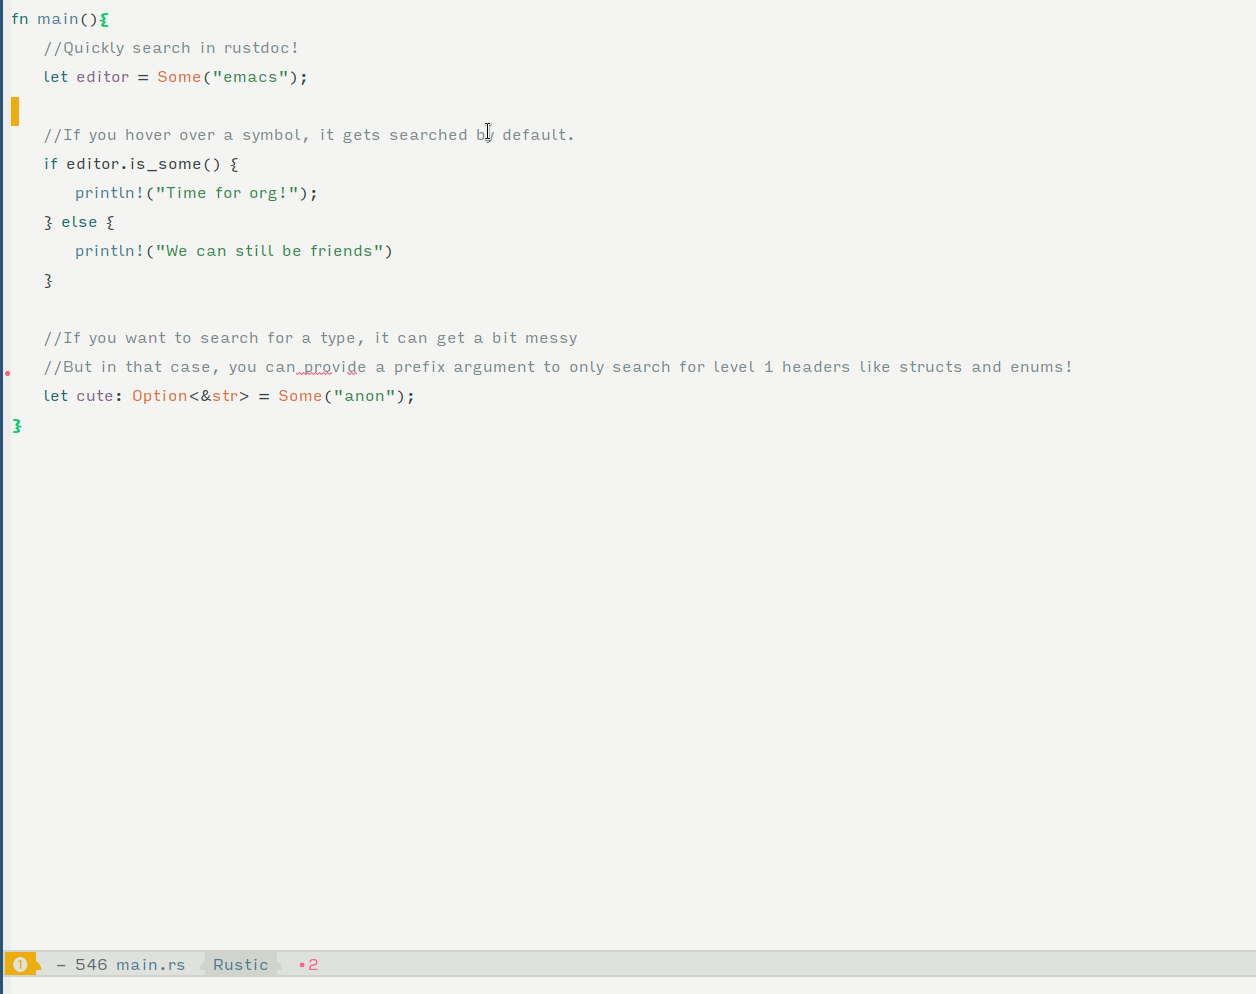 fn main(){
//Quickly search in rustdoc!
let editor = Some("emacs");
//If you hover over a symbol, it gets searched by default.
if editor.is_some() {
println!("Time for org!");
} else {
println!("We can still be friends")
}
//If you want to search for a type, it can get a bit messy
//But in that case, you can provide a prefix argument to only search for level 1 headers like structs and enums!
let cute: Option<&str> = Some("anon");
}
1 – 546 main.rs Rustic •2